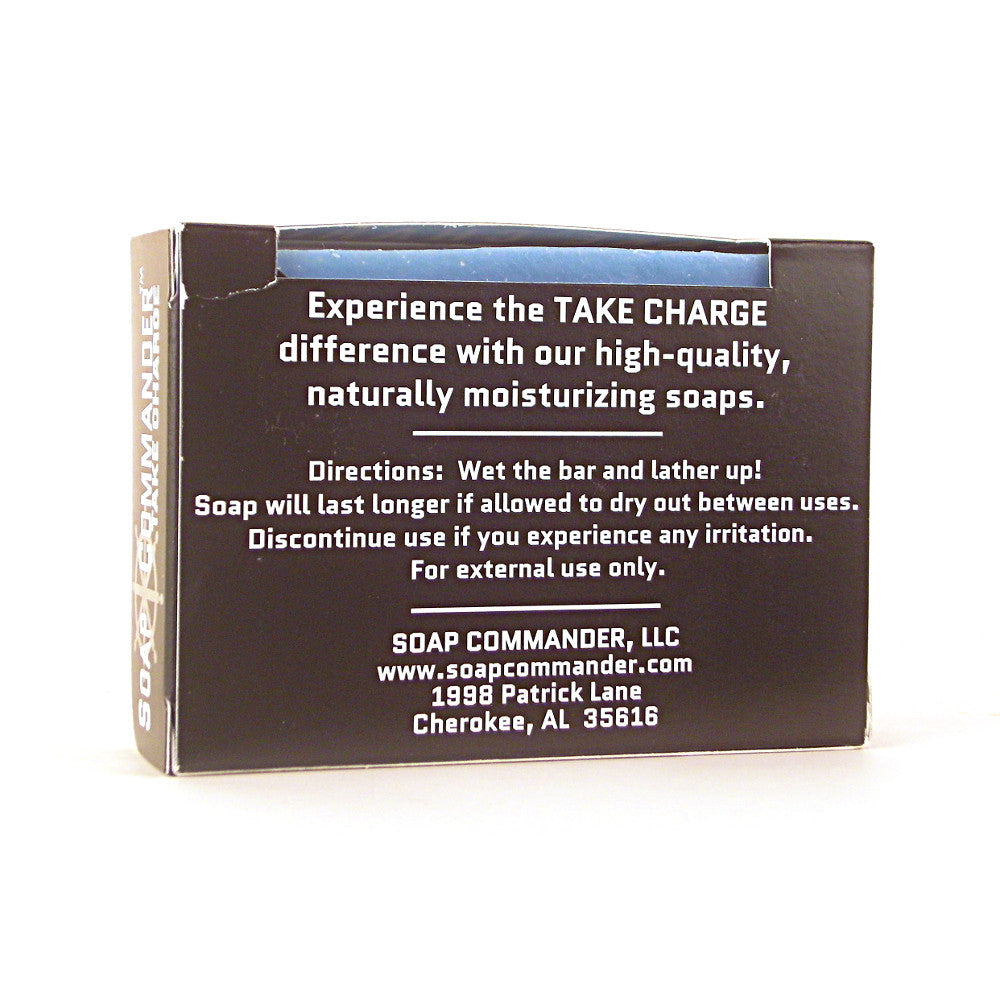 Experience the TAKE CHARGE
difference with our high-quality,
naturally moisturizing soaps.
Directions: Wet the bar and lather up!
Soap will last longer if allowed to dry out between uses.
Discontinue use if you experience any irritation.
For external use only.
SOAP COMMANDER, LLC
www.soapcommander.com
1998 Patrick Lane
Cherokee, AL 35616
SOAP COMMANDER™